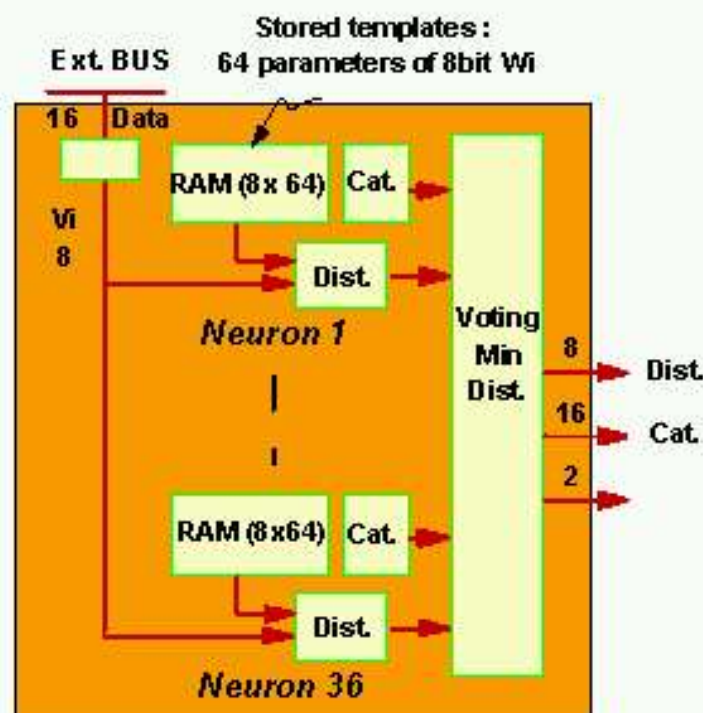 Stored templates :
64 parameters of 8bit Wi
Ext. BUS
16 Data
RAM (8x 64)
Cat.
Vi
8
Dist.
Neuron 1
Voting
Min
Dist.
8
Dist.
16
Cat.
2
RAM (8x64)
Cat.
Dist.
Neuron 36